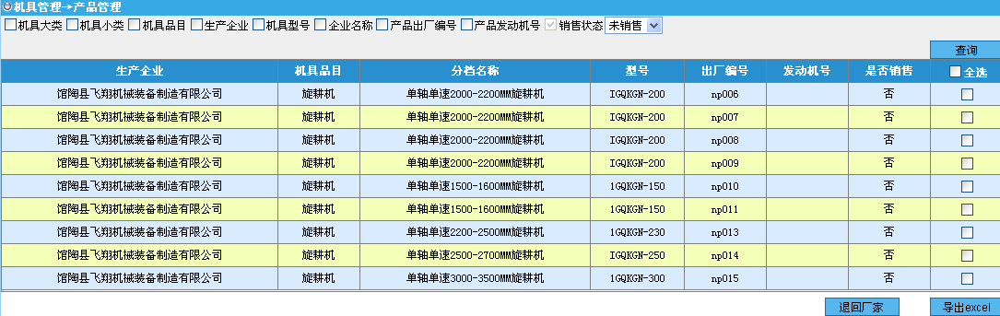 机具管理→产品管理
机具大类 机具小类 机具品目 生产企业 机具型号 企业名称 产品出厂编号 产品发动机号 销售状态 未销售
查询
生产企业 机具品目 分档名称 型号 出厂编号 发动机号 是否销售 全选
馆陶县飞翔机械装备制造有限公司 旋耕机 单轴单速2000-2200MM旋耕机 IGQKGN-200 np006 否
馆陶县飞翔机械装备制造有限公司 旋耕机 单轴单速2000-2200MM旋耕机 IGQKGN-200 np007 否
馆陶县飞翔机械装备制造有限公司 旋耕机 单轴单速2000-2200MM旋耕机 IGQKGN-200 np008 否
馆陶县飞翔机械装备制造有限公司 旋耕机 单轴单速2000-2200MM旋耕机 IGQKGN-200 np009 否
馆陶县飞翔机械装备制造有限公司 旋耕机 单轴单速1500-1600MM旋耕机 IGQKGN-150 np010 否
馆陶县飞翔机械装备制造有限公司 旋耕机 单轴单速1500-1600MM旋耕机 1GQKGN-150 np011 否
馆陶县飞翔机械装备制造有限公司 旋耕机 单轴单速2200-2500MM旋耕机 1GQKGN-230 np013 否
馆陶县飞翔机械装备制造有限公司 旋耕机 单轴单速2500-2700MM旋耕机 IGQKGN-250 np014 否
馆陶县飞翔机械装备制造有限公司 旋耕机 单轴单速3000-3500MM旋耕机 1GQKGN-300 np015 否
退回厂家 导出excel